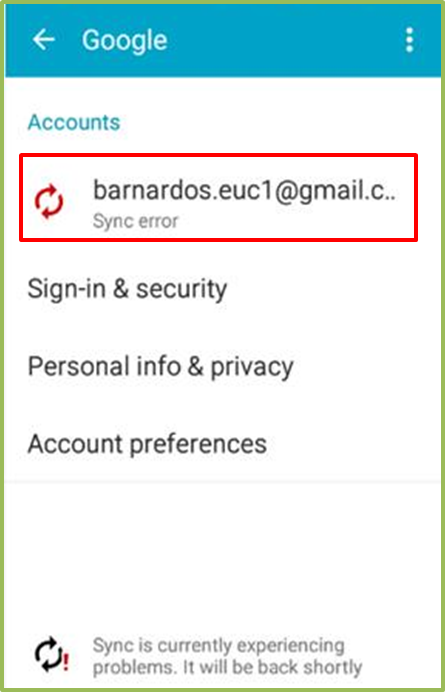 Google
Accounts
barnardos.euc1@gmail.c..
Sync error
Sign-in & security
Personal info & privacy
Account preferences
Sync is currently experiencing
problems. It will be back shortly